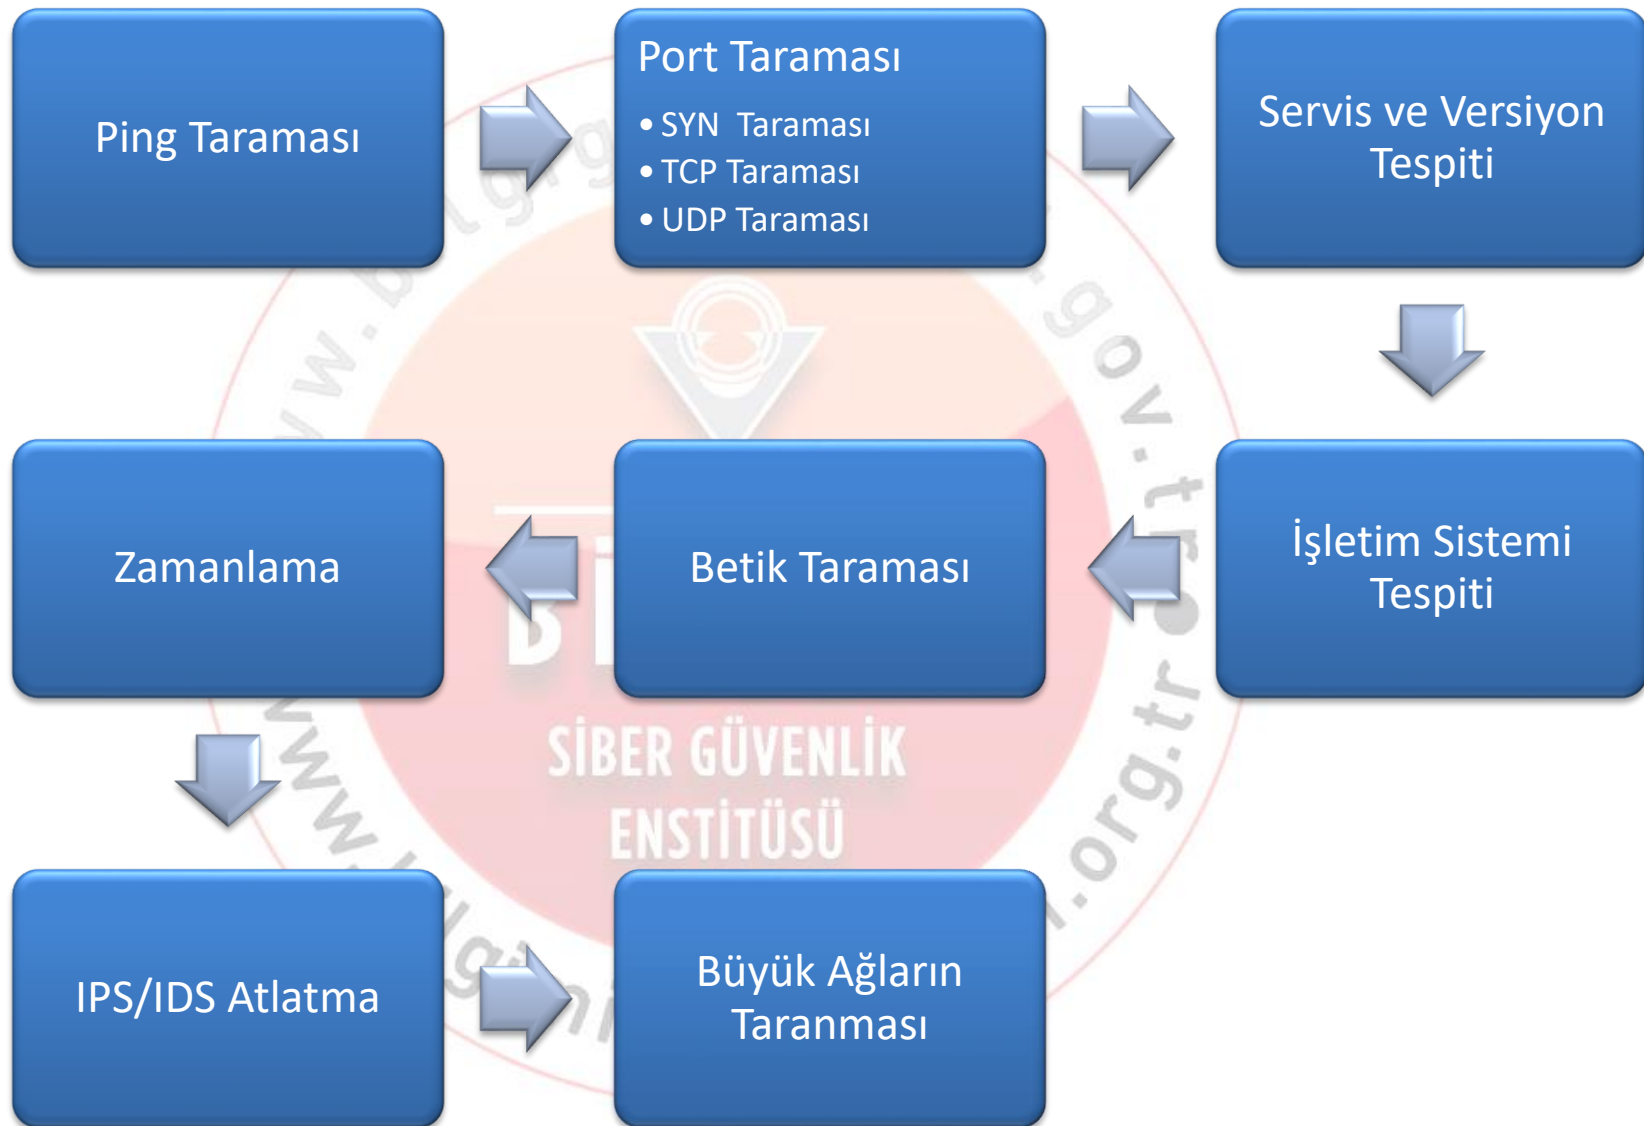 Ping Taraması
Port Taraması
• SYN Taraması
• TCP Taraması
• UDP Taraması
Servis ve Versiyon
Tespiti
İşletim Sistemi
Tespiti
Betik Taraması
Zamanlama
IPS/IDS Atlatma
Büyük Ağların
Taranması
SİBER GÜVENLİK
ENSTİTÜSÜ